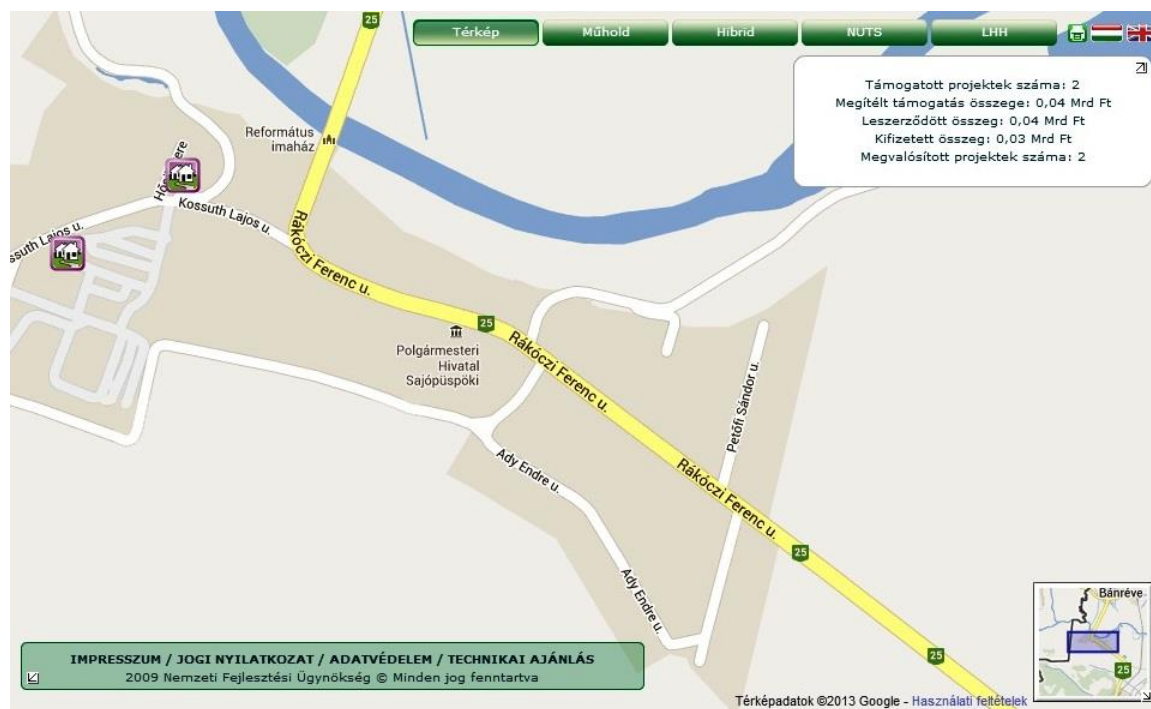 Térkép
Műhold
Hibrid
NUTS
LHH
Támogatott projektek száma: 2
Megítélt támogatás összege: 0,04 Mrd Ft
Leszerződött összeg: 0,04 Mrd Ft
Kifizetett összeg: 0,03 Mrd Ft
Megvalósított projektek száma: 2
25
Református
imaház
Kossuth Lajos u.
ssuth Lajos u.
Rákóczi Ferenc u.
25
Polgármesteri
Hivatal
Sajópüspöki
Rákóczi Ferenc u.
Petőfi Sándor u.
Ady Endre u.
Rákóczi Ferenc u.
25
Ady Endre u.
Bánréve
25
25
IMPRESSZUM / JOGI NYILATKOZAT / ADATVÉDELEM / TECHNIKAI AJÁNLÁS
2009 Nemzeti Fejlesztési Ügynökség © Minden jog fenntartva
Térképadatok ©2013 Google - Használati feltételek